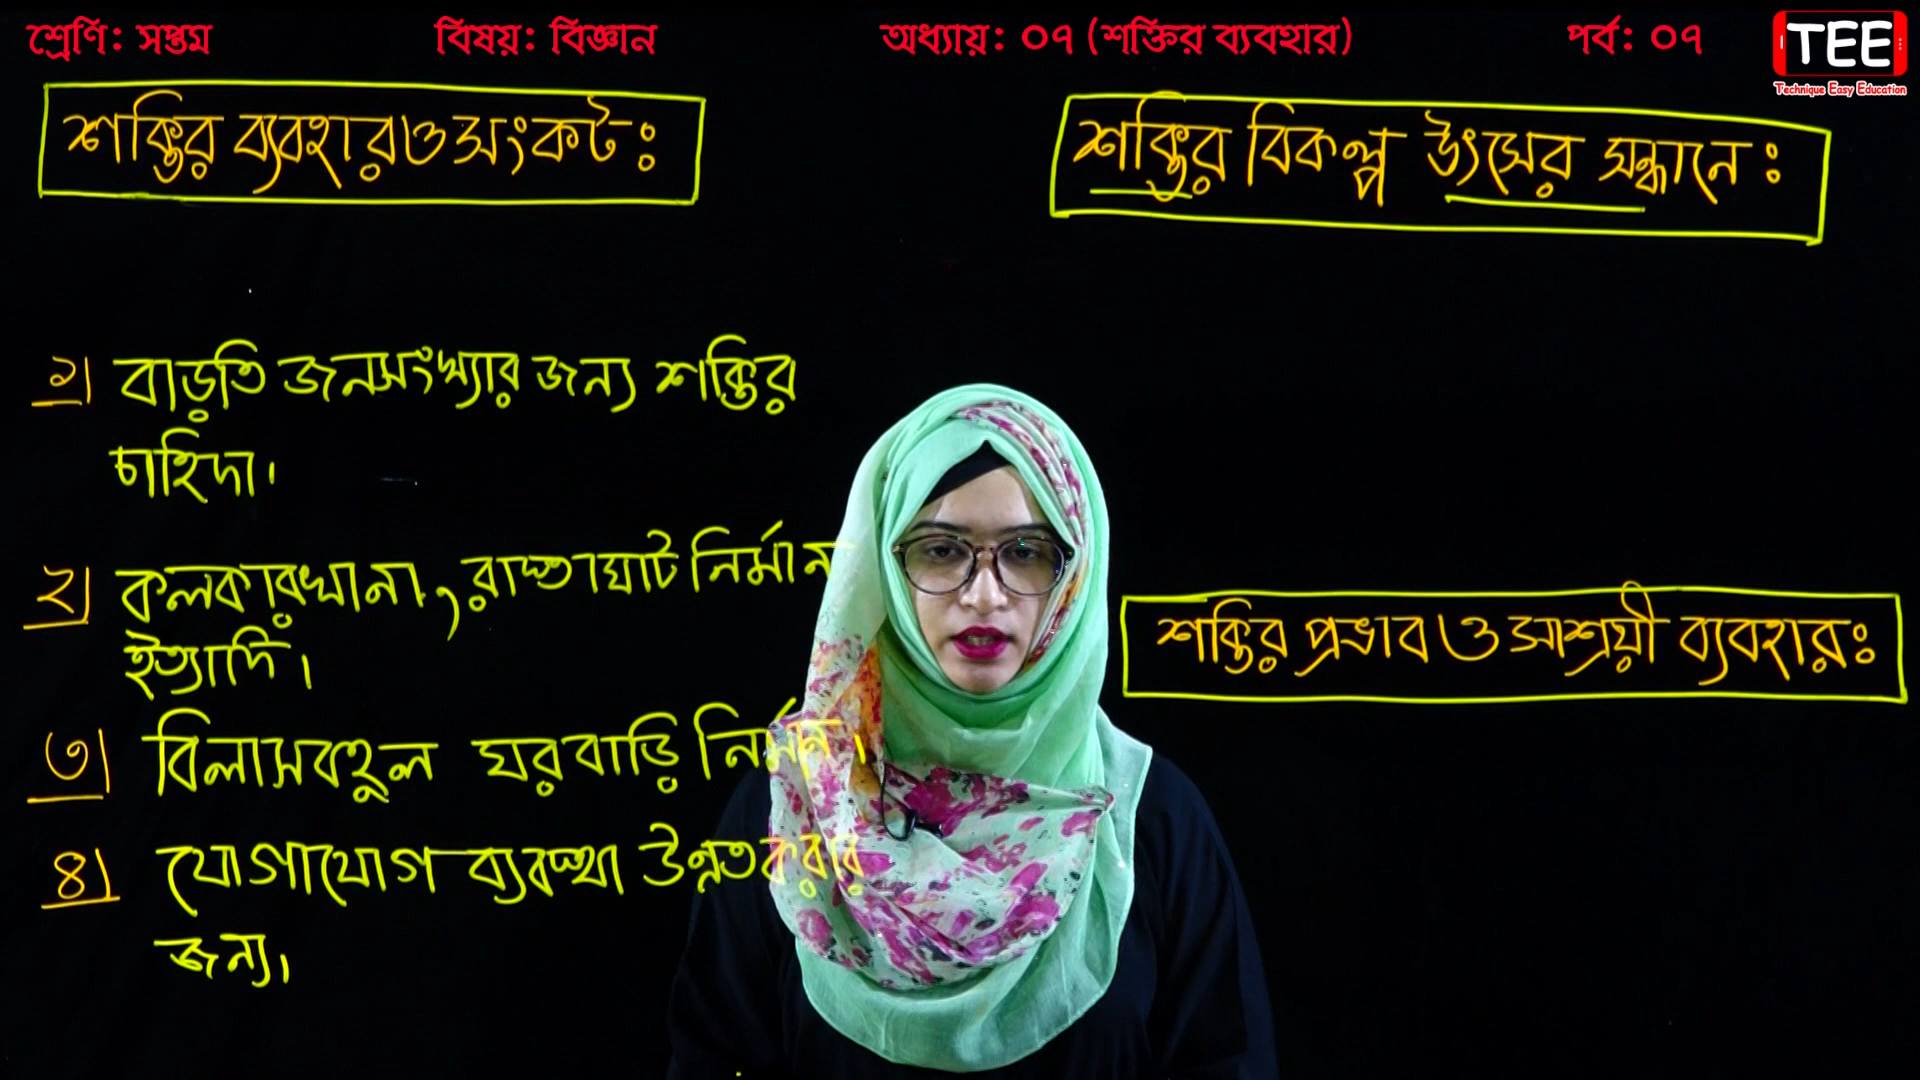 শ্রেণি: সপ্তম
বিষয়: বিজ্ঞান
অধ্যায়: ০৭ (শক্তির ব্যবহার)
পর্ব: ০৭
TEE
Technique Easy Education
শক্তির ব্যবহার ও সংকট:
১। বাড়তি জনসংখ্যার জন্য শক্তির
চাহিদা।
২। কলকারখানা, রাস্তাঘাট নির্মান
ইত্যাদি।
৩। বিলাসবহুল ঘরবাড়ি নির্মান।
৪। যোগাযোগ ব্যবস্থা উন্নত করার
জন্য।
শক্তির বিকল্প উৎসের সন্ধানে:
শক্তির প্রভাব ও সাশ্রয়ী ব্যবহার: